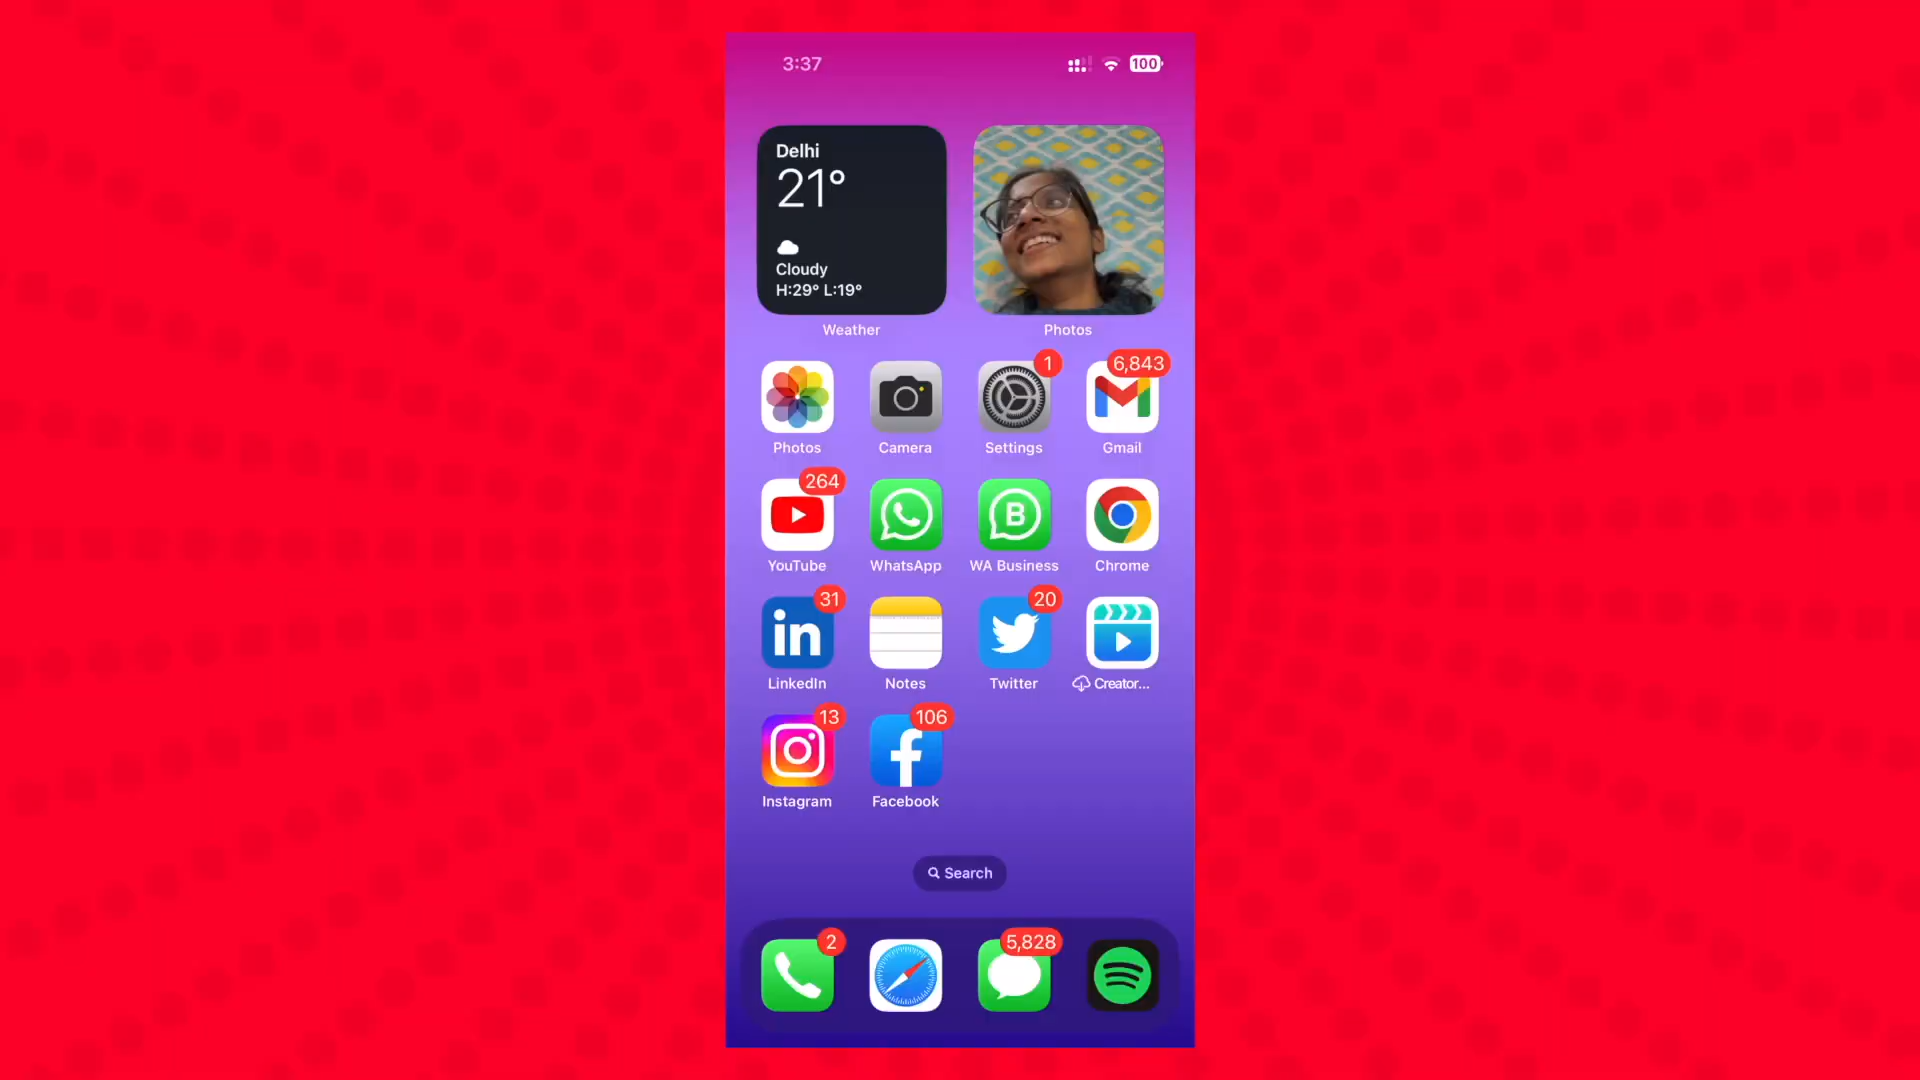 3:37
100
Delhi
21°
Cloudy
H:29° L:19°
Weather
Photos
1
6,843
Photos
Camera
Settings
Gmail
264
B
YouTube
WhatsApp
WA Business
Chrome
31
20
in
LinkedIn
Notes
Twitter
Creator...
13
106
f
Instagram
Facebook
Search
2
5,828